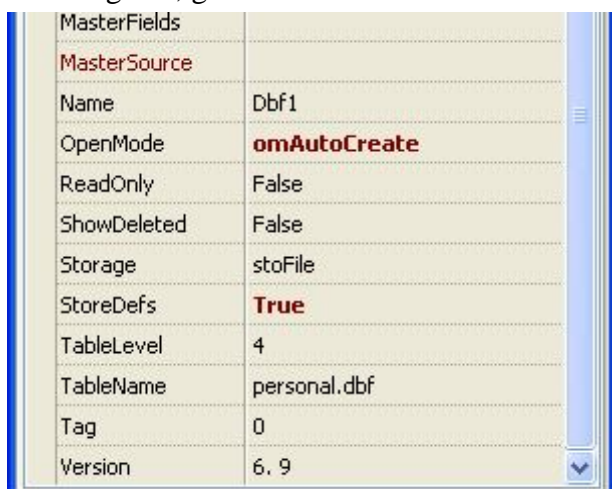 MasterFields
MasterSource
Name Dbf1
OpenMode omAutoCreate
ReadOnly False
ShowDeleted False
Storage stoFile
StoreDefs True
TableLevel 4
TableName personal.dbf
Tag 0
Version 6. 9